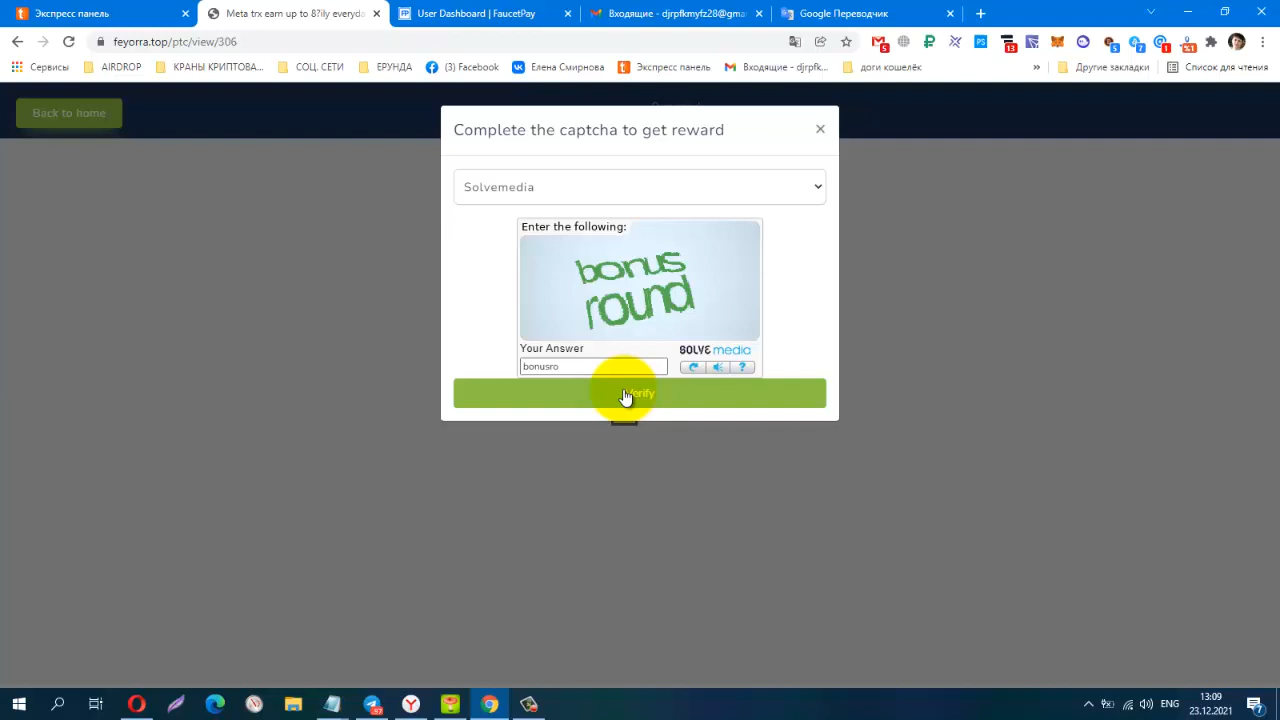 Экспресс панель
Meta trx earn up to 8?ily everyda
User Dashboard | FaucetPay
Входящие - djrpfkmyfz28@gma
Google Переводчик
feyorra.top/ptc/view/306
Сервисы
AIRDROP
КРАНЫ КРИПТОВА...
СОЦ. СЕТИ
ЕРУНДА
(3) Facebook
Елена Смирнова
Экспресс панель
Входящие - djrpfk...
доги кошелёк
»
Другие закладки
Список для чтения
Back to home
Complete the captcha to get reward
Solvemedia
Enter the following:
bonus
round
Your Answer
SOLVE media
bonusro
Verify
ENG
13:09
23.12.2021